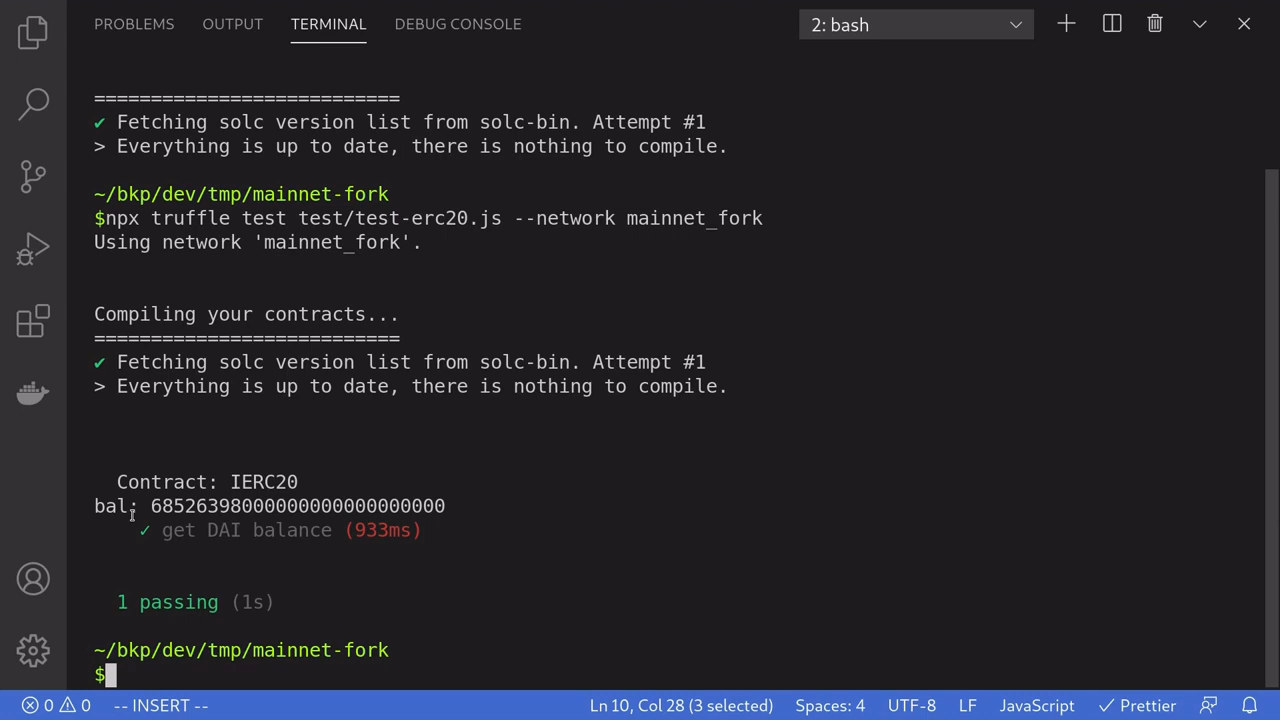 PROBLEMS OUTPUT TERMINAL DEBUG CONSOLE 2: bash
===========================
✔ Fetching solc version list from solc-bin. Attempt #1
> Everything is up to date, there is nothing to compile.
~/bkp/dev/tmp/mainnet-fork
$npx truffle test test/test-erc20.js --network mainnet_fork
Using network 'mainnet_fork'.
Compiling your contracts...
===========================
✔ Fetching solc version list from solc-bin. Attempt #1
> Everything is up to date, there is nothing to compile.
Contract: IERC20
bal: 68526398000000000000000000
✓ get DAI balance (933ms)
1 passing (1s)
~/bkp/dev/tmp/mainnet-fork
$
0 0 -- INSERT -- Ln 10, Col 28 (3 selected) Spaces: 4 UTF-8 LF JavaScript ✓ Prettier